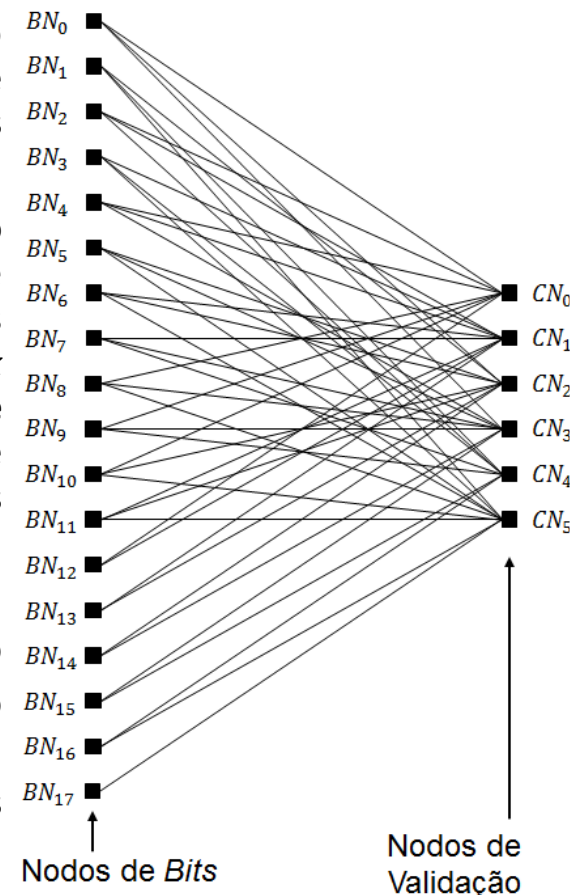 BN₀
BN₁
BN₂
BN₃
BN₄
BN₅
BN₆
BN₇
BN₈
BN₉
BN₁₀
BN₁₁
BN₁₂
BN₁₃
BN₁₄
BN₁₅
BN₁₆
BN₁₇
CN₀
CN₁
CN₂
CN₃
CN₄
CN₅
Nodos de Bits
Nodos de
Validação